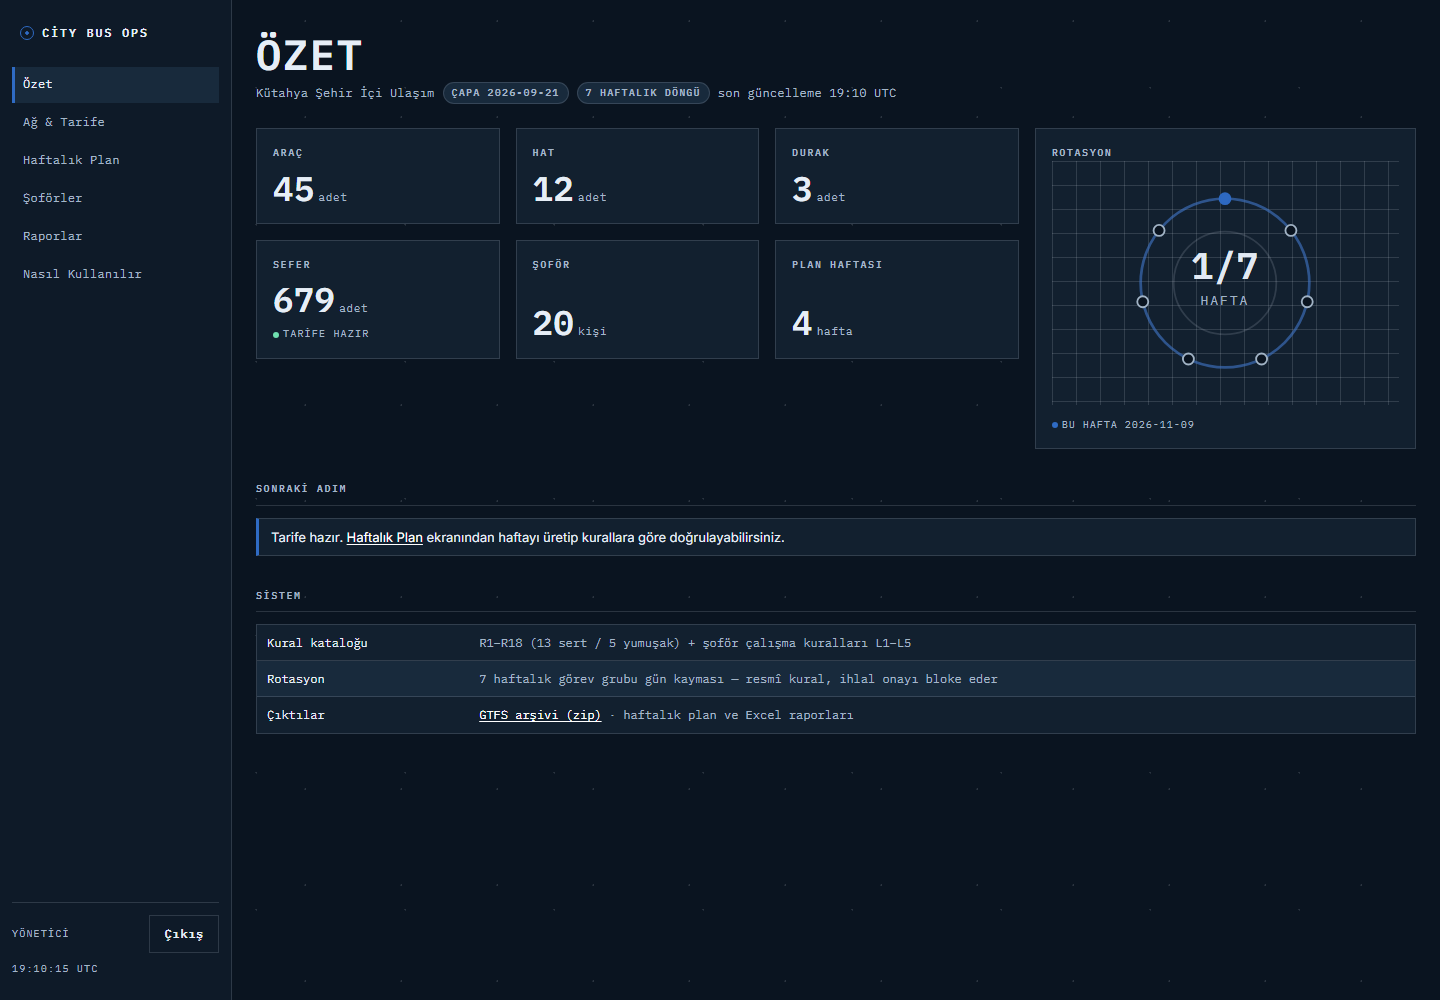 CİTY BUS OPS
Özet
Ağ & Tarife
Haftalık Plan
Şoförler
Raporlar
Nasıl Kullanılır
YÖNETİCİ
Çıkış
19:10:15 UTC
ÖZET
Kütahya Şehir İçi Ulaşım ÇAPA 2026-09-21 7 HAFTALIK DÖNGÜ son güncelleme 19:10 UTC
ARAÇ
45 adet
HAT
12 adet
DURAK
3 adet
SEFER
679 adet
TARİFE HAZIR
ŞOFÖR
20 kişi
PLAN HAFTASI
4 hafta
ROTASYON
1/7
HAFTA
BU HAFTA 2026-11-09
SONRAKİ ADIM
Tarife hazır. Haftalık Plan ekranından haftayı üretip kurallara göre doğrulayabilirsiniz.
SİSTEM
Kural kataloğu R1–R18 (13 sert / 5 yumuşak) + şoför çalışma kuralları L1–L5
Rotasyon 7 haftalık görev grubu gün kayması — resmî kural, ihlal onayı bloke eder
Çıktılar GTFS arşivi (zip) · haftalık plan ve Excel raporları